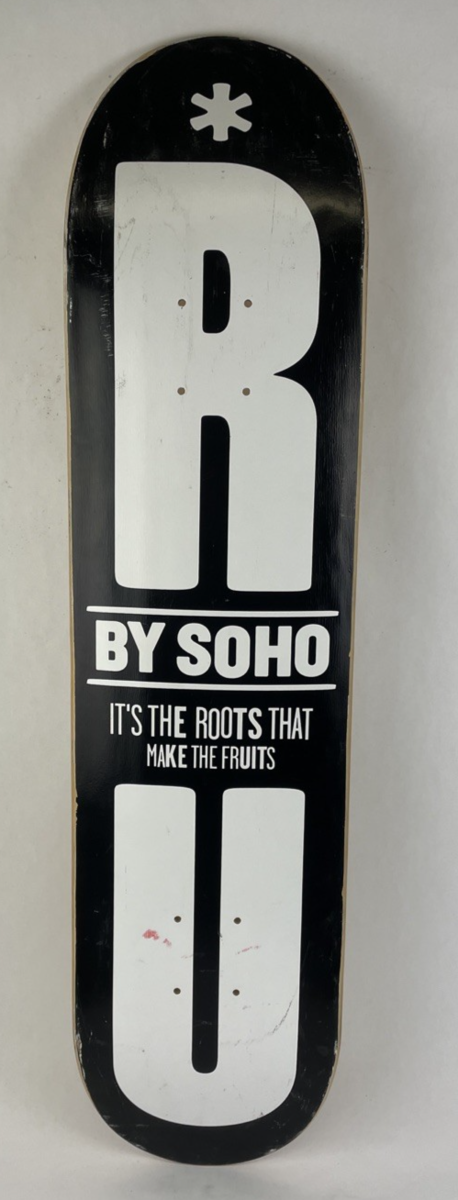 *
R
BY SOHO
IT'S THE ROOTS THAT
MAKE THE FRUITS
U